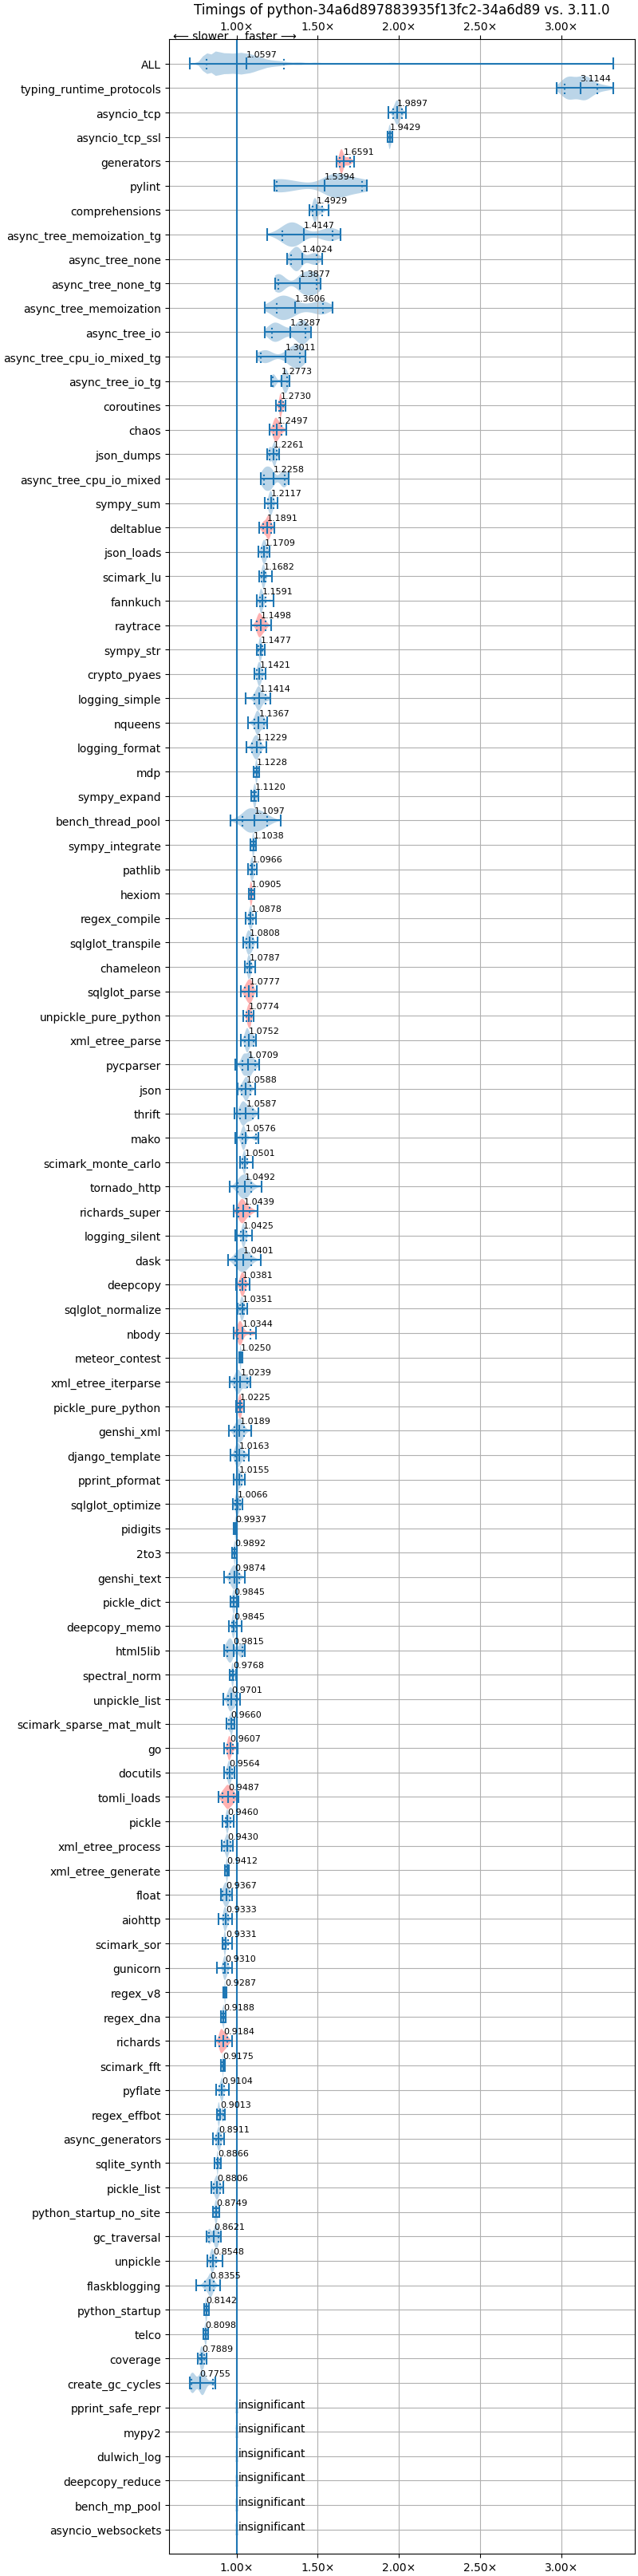 Timings of python-34a6d897883935f13fc2-34a6d89 vs. 3.11.0
1.00× 1.50× 2.00× 2.50× 3.00×
⟵ slower faster ⟶
ALL 1.0597
typing_runtime_protocols 3.1144
asyncio_tcp 1.9897
asyncio_tcp_ssl 1.9429
generators 1.6591
pylint 1.5394
comprehensions 1.4929
async_tree_memoization_tg 1.4147
async_tree_none 1.4024
async_tree_none_tg 1.3877
async_tree_memoization 1.3606
async_tree_io 1.3287
async_tree_cpu_io_mixed_tg 1.3011
async_tree_io_tg 1.2773
coroutines 1.2730
chaos 1.2497
json_dumps 1.2261
async_tree_cpu_io_mixed 1.2258
sympy_sum 1.2117
deltablue 1.1891
json_loads 1.1709
scimark_lu 1.1682
fannkuch 1.1591
raytrace 1.1498
sympy_str 1.1477
crypto_pyaes 1.1421
logging_simple 1.1414
nqueens 1.1367
logging_format 1.1229
mdp 1.1228
sympy_expand 1.1120
bench_thread_pool 1.1097
sympy_integrate 1.1038
pathlib 1.0966
hexiom 1.0905
regex_compile 1.0878
sqlglot_transpile 1.0808
chameleon 1.0787
sqlglot_parse 1.0777
unpickle_pure_python 1.0774
xml_etree_parse 1.0752
pycparser 1.0709
json 1.0588
thrift 1.0587
mako 1.0576
scimark_monte_carlo 1.0501
tornado_http 1.0492
richards_super 1.0439
logging_silent 1.0425
dask 1.0401
deepcopy 1.0381
sqlglot_normalize 1.0351
nbody 1.0344
meteor_contest 1.0250
xml_etree_iterparse 1.0239
pickle_pure_python 1.0225
genshi_xml 1.0189
django_template 1.0163
pprint_pformat 1.0155
sqlglot_optimize 1.0066
pidigits 0.9937
2to3 0.9892
genshi_text 0.9874
pickle_dict 0.9845
deepcopy_memo 0.9845
html5lib 0.9815
spectral_norm 0.9768
unpickle_list 0.9701
scimark_sparse_mat_mult 0.9660
go 0.9607
docutils 0.9564
tomli_loads 0.9487
pickle 0.9460
xml_etree_process 0.9430
xml_etree_generate 0.9412
float 0.9367
aiohttp 0.9333
scimark_sor 0.9331
gunicorn 0.9310
regex_v8 0.9287
regex_dna 0.9188
richards 0.9184
scimark_fft 0.9175
pyflate 0.9104
regex_effbot 0.9013
async_generators 0.8911
sqlite_synth 0.8866
pickle_list 0.8806
python_startup_no_site 0.8749
gc_traversal 0.8621
unpickle 0.8548
flaskblogging 0.8355
python_startup 0.8142
telco 0.8098
coverage 0.7889
create_gc_cycles 0.7755
pprint_safe_repr insignificant
mypy2 insignificant
dulwich_log insignificant
deepcopy_reduce insignificant
bench_mp_pool insignificant
asyncio_websockets insignificant
1.00× 1.50× 2.00× 2.50× 3.00×